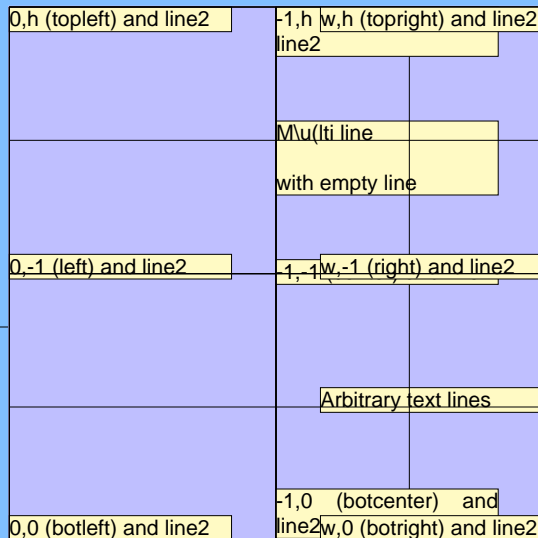 0,h (topleft) and line2
-1,h
line2
w,h (topright) and line2
M\u(lti line
with empty line
0,-1 (left) and line2
-1,-1
w,-1 (right) and line2
Arbitrary text lines
-1,0 (botcenter) and
line2
0,0 (botleft) and line2
w,0 (botright) and line2